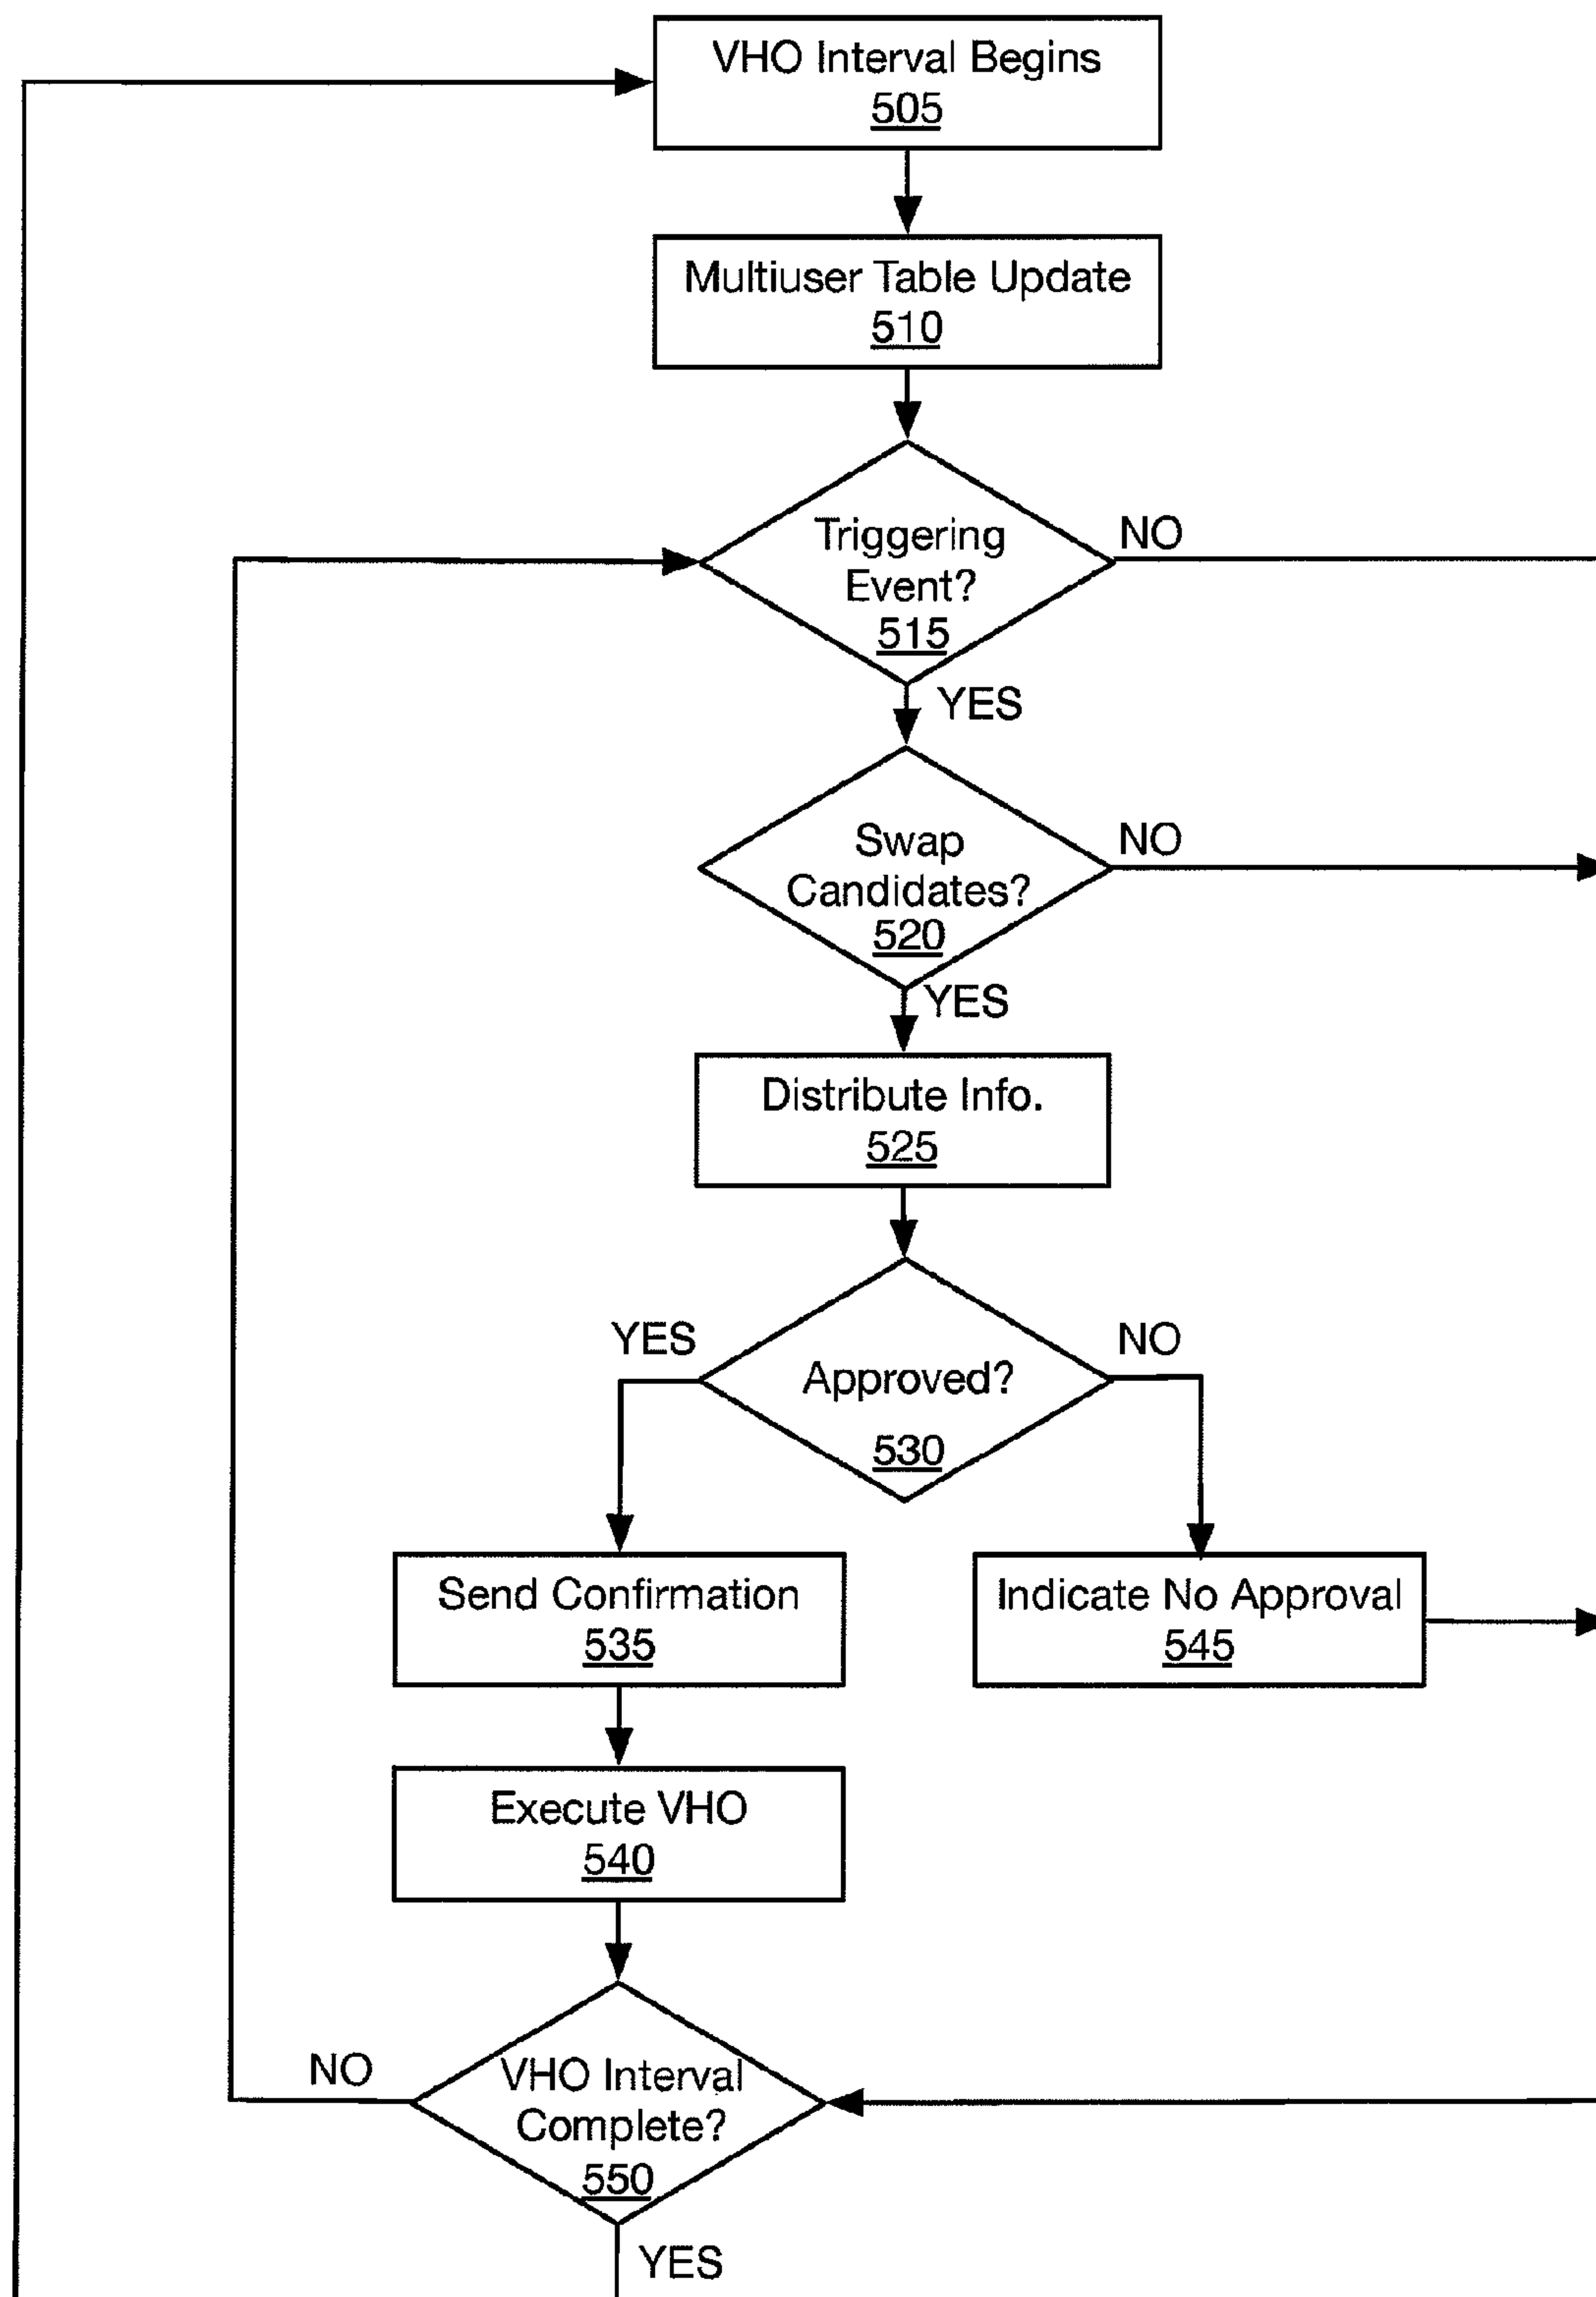 VHO Interval Begins
505
Multiuser Table Update
510
Triggering
Event?
515
NO
YES
Swap
Candidates?
520
NO
YES
Distribute Info.
525
YES
NO
Approved?
530
Send Confirmation
535
Indicate No Approval
545
Execute VHO
540
NO
VHO Interval
Complete?
550
YES